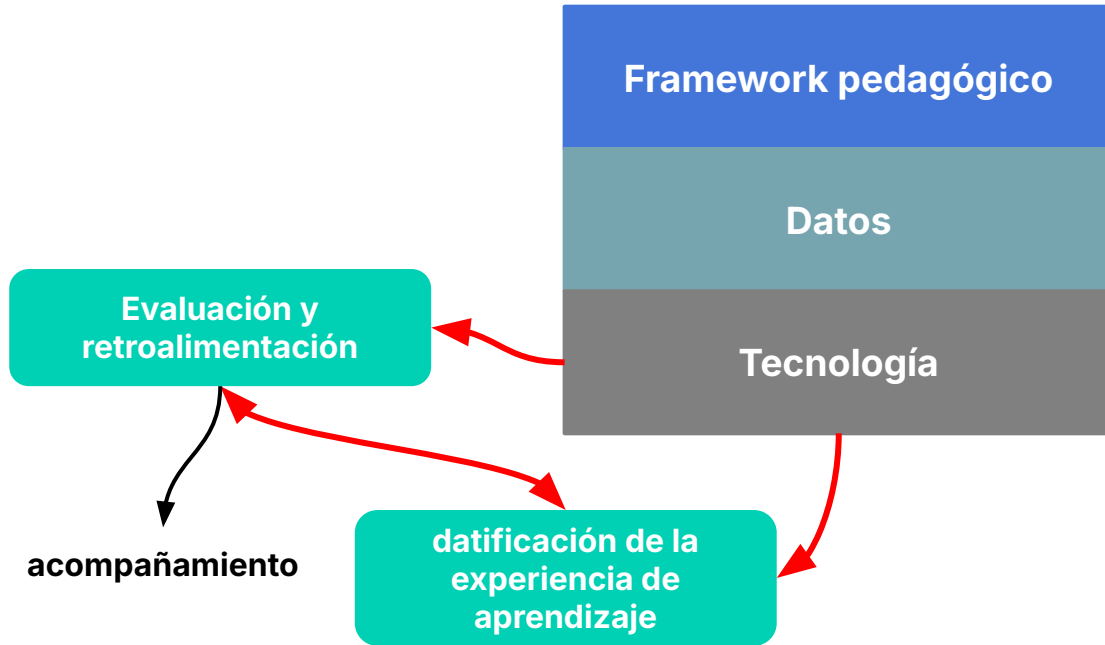 Framework pedagógico
Datos
Tecnología
Evaluación y
retroalimentación
acompañamiento
datificación de la
experiencia de
aprendizaje